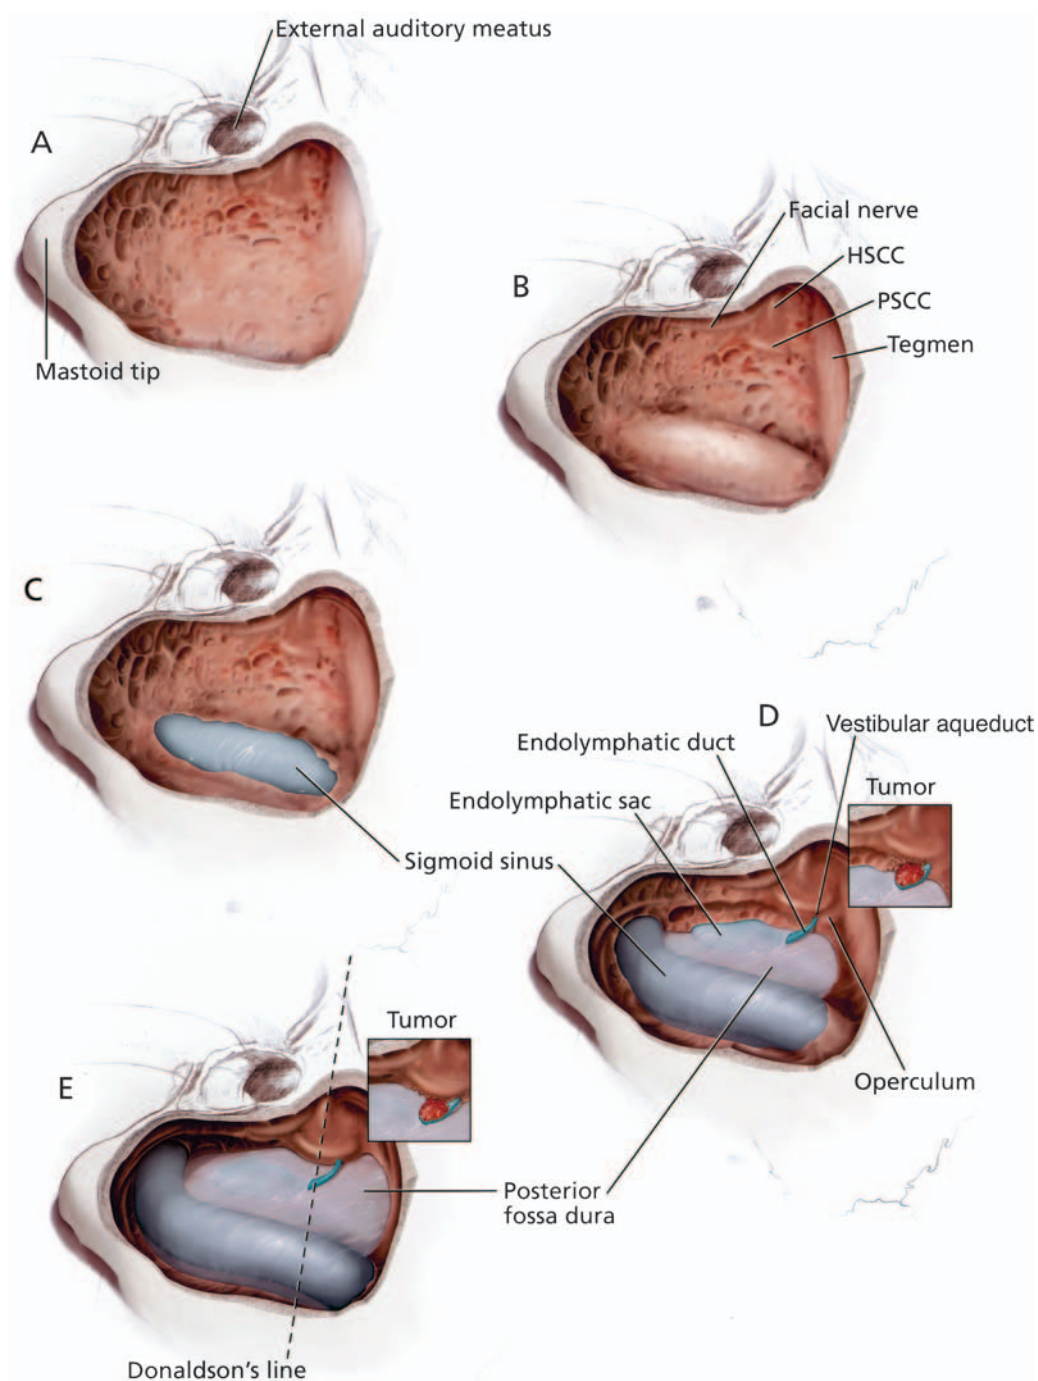 External auditory meatus
A
Mastoid tip
Facial nerve
B
HSCC
PSCC
Tegmen
C
D
Vestibular aqueduct
Endolymphatic duct
Tumor
Endolymphatic sac
Sigmoid sinus
Tumor
E
Operculum
Posterior
fossa dura
Donaldson's line